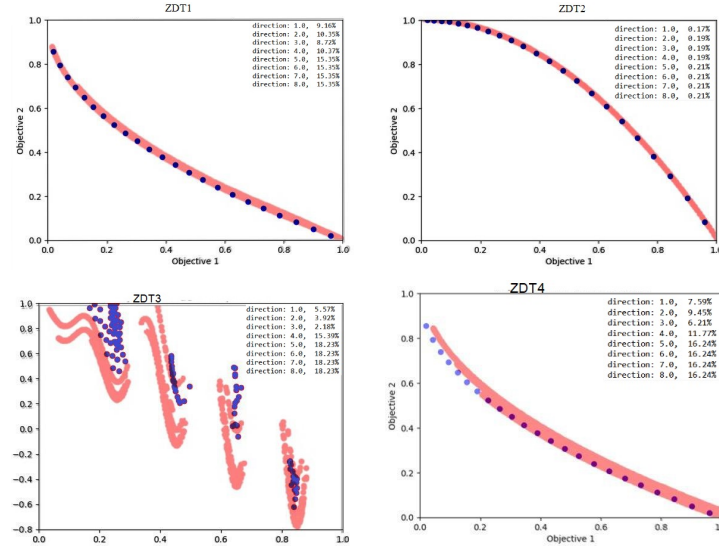 ZDT1
direction: 1.0, 9.16%
direction: 2.0, 10.35%
direction: 3.0, 8.72%
direction: 4.0, 10.37%
direction: 5.0, 15.35%
direction: 6.0, 15.35%
direction: 7.0, 15.35%
direction: 8.0, 15.35%
1.0
0.8
0.6
0.4
0.2
0.0
Objective 2
0.0 0.2 0.4 0.6 0.8 1.0
Objective 1
ZDT2
direction: 1.0, 0.17%
direction: 2.0, 0.19%
direction: 3.0, 0.19%
direction: 4.0, 0.19%
direction: 5.0, 0.21%
direction: 6.0, 0.21%
direction: 7.0, 0.21%
direction: 8.0, 0.21%
1.0
0.8
0.6
0.4
0.2
0.0
Objective 2
0.0 0.2 0.4 0.6 0.8 1.0
Objective 1
ZDT3
direction: 1.0, 5.57%
direction: 2.0, 3.92%
direction: 3.0, 2.18%
direction: 4.0, 15.39%
direction: 5.0, 18.23%
direction: 6.0, 18.23%
direction: 7.0, 18.23%
direction: 8.0, 18.23%
1.0
0.8
0.6
0.4
0.2
0.0
−0.2
−0.4
−0.6
−0.8
0.0 0.2 0.4 0.6 0.8 1.0
ZDT4
direction: 1.0, 7.59%
direction: 2.0, 9.45%
direction: 3.0, 6.21%
direction: 4.0, 11.77%
direction: 5.0, 16.24%
direction: 6.0, 16.24%
direction: 7.0, 16.24%
direction: 8.0, 16.24%
1.0
0.8
0.6
0.4
0.2
0.0
Objective 2
0.0 0.2 0.4 0.6 0.8 1.0
Objective 1